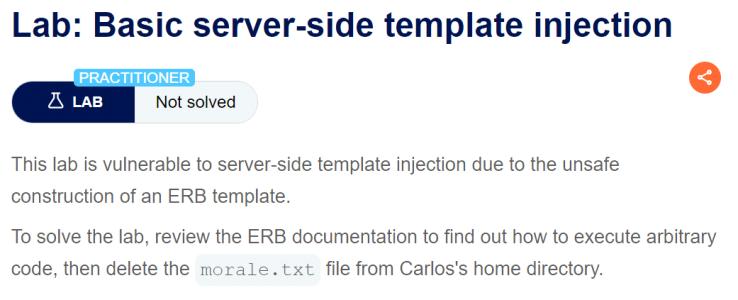 Lab: Basic server-side template injection
PRACTITIONER
LAB
Not solved
This lab is vulnerable to server-side template injection due to the unsafe
construction of an ERB template.
To solve the lab, review the ERB documentation to find out how to execute arbitrary
code, then delete the morale.txt file from Carlos's home directory.